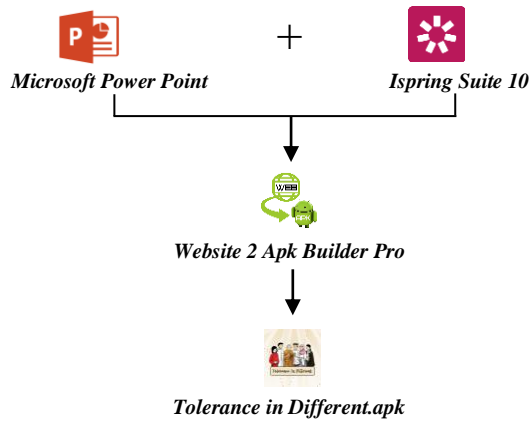 P
+
Microsoft Power Point
Ispring Suite 10
WEB
APK
Website 2 Apk Builder Pro
Tolerance in Different.apk